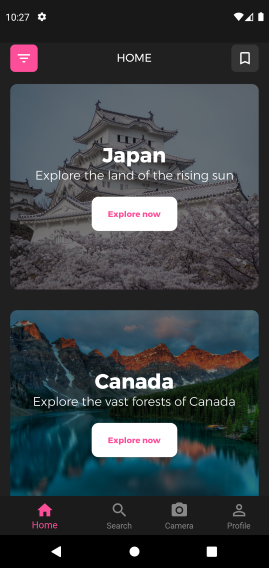 10:27
HOME
Japan
Explore the land of the rising sun
Explore now
Canada
Explore the vast forests of Canada
Explore now
Home
Search
Camera
Profile